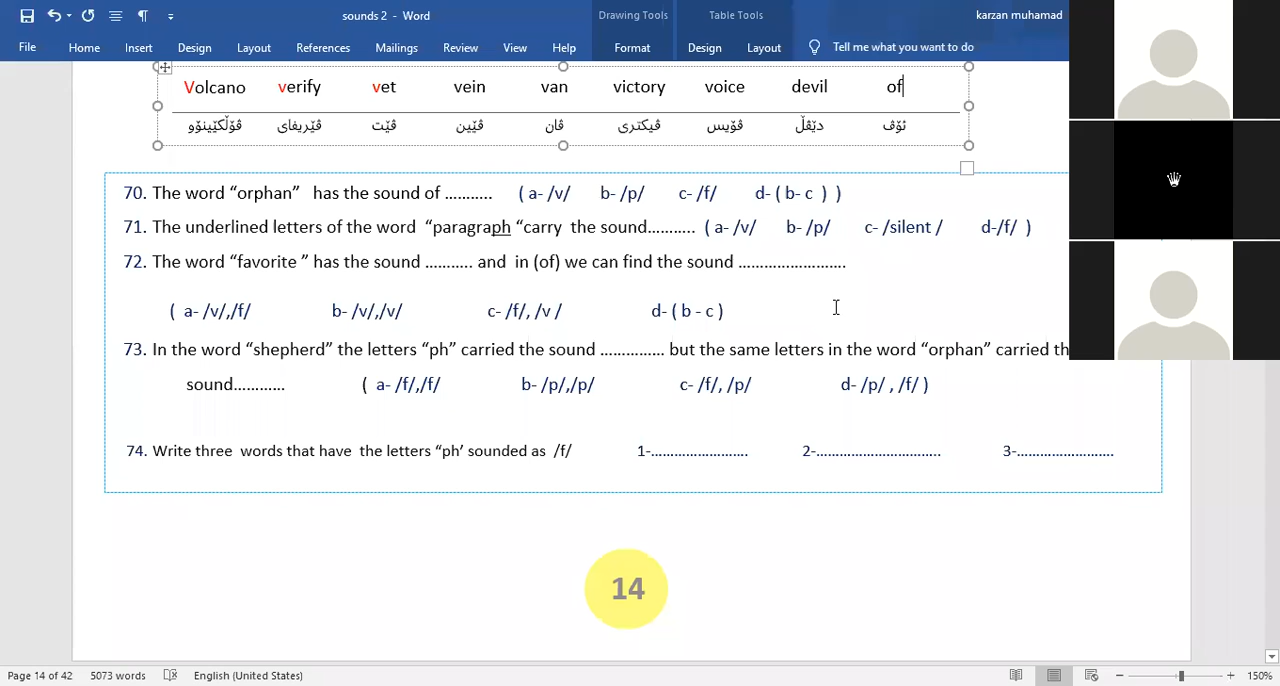 sounds 2 - Word
Drawing Tools
Table Tools
karzan muhamad
File Home Insert Design Layout References Mailings Review View Help Format Design Layout Tell me what you want to do
Volcano verify vet vein van victory voice devil of
ڤۆڵکێینۆو ڤێریفای ڤێت ڤێین ڤان ڤیکتری ڤۆیس دێڤڵ ئۆڤ
70. The word “orphan” has the sound of ........... ( a- /v/ b- /p/ c- /f/ d- ( b- c ) )
71. The underlined letters of the word “paragraph “carry the sound........... ( a- /v/ b- /p/ c- /silent / d-/f/ )
72. The word “favorite ” has the sound ........... and in (of) we can find the sound ........................
( a- /v/,/f/ b- /v/,/v/ c- /f/, /v / d- ( b - c )
73. In the word “shepherd” the letters “ph” carried the sound .............. but the same letters in the word “orphan” carried th
sound............ ( a- /f/,/f/ b- /p/,/p/ c- /f/, /p/ d- /p/ , /f/ )
74. Write three words that have the letters “ph’ sounded as /f/ 1-........................ 2-.............................. 3-........................
14
Page 14 of 42 5073 words English (United States) 150%